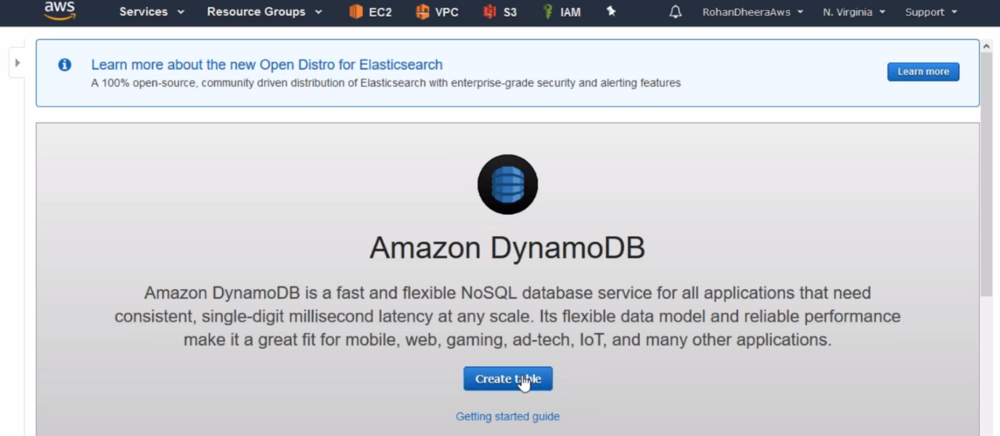 aws Services Resource Groups EC2 VPC S3 IAM RohanDheeraAws N. Virginia Support
Learn more about the new Open Distro for Elasticsearch
A 100% open-source, community driven distribution of Elasticsearch with enterprise-grade security and alerting features
Learn more
Amazon DynamoDB
Amazon DynamoDB is a fast and flexible NoSQL database service for all applications that need
consistent, single-digit millisecond latency at any scale. Its flexible data model and reliable performance
make it a great fit for mobile, web, gaming, ad-tech, IoT, and many other applications.
Create table
Getting started guide